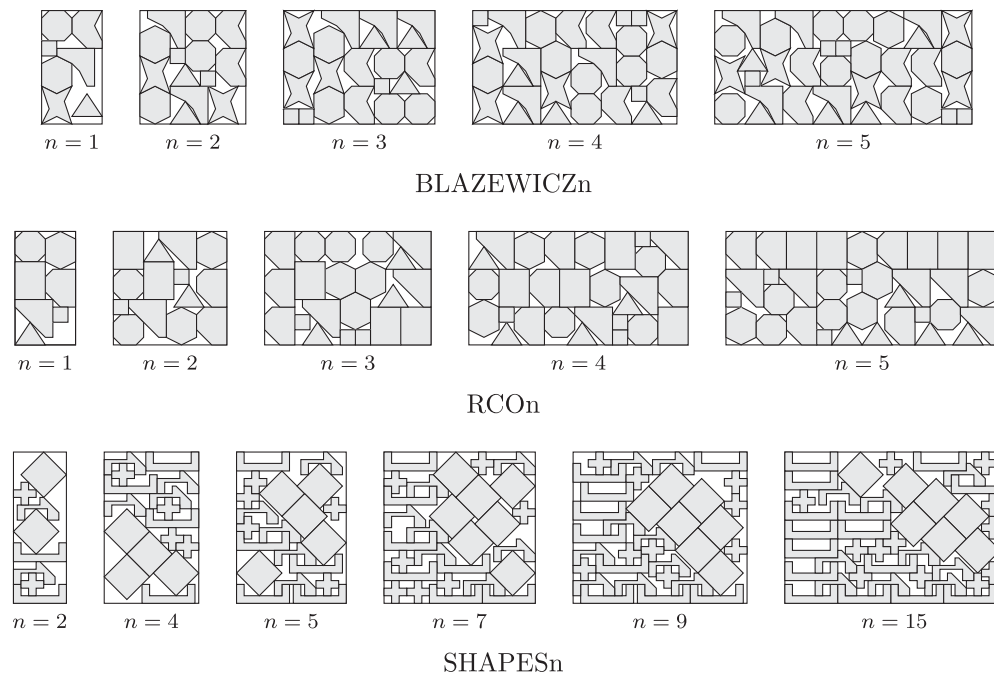 n = 1 n = 2 n = 3 n = 4 n = 5
BLAZEWICZn
n = 1 n = 2 n = 3 n = 4 n = 5
RCOn
n = 2 n = 4 n = 5 n = 7 n = 9 n = 15
SHAPESn